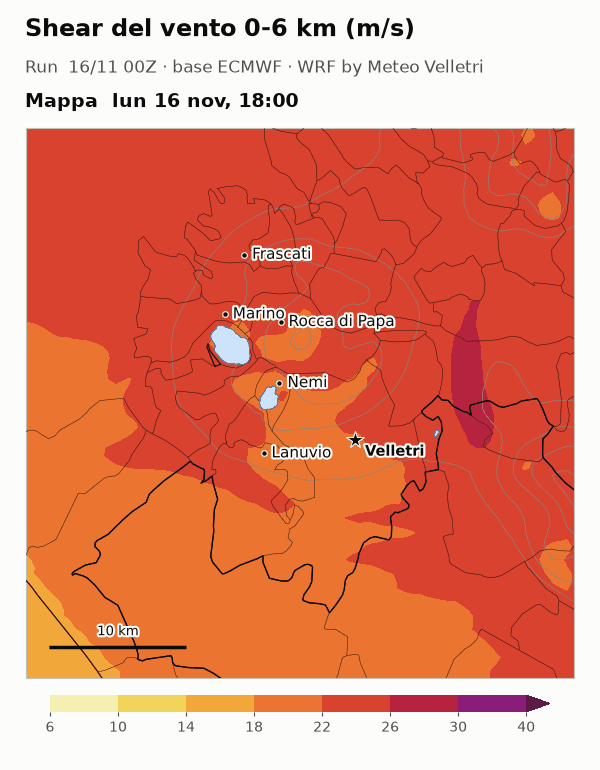 Shear del vento 0-6 km (m/s)
Run  16/11 00Z · base ECMWF · WRF by Meteo Velletri
Mappa  lun 16 nov, 18:00
Frascati
Marino
Rocca di Papa
Nemi
Velletri
Lanuvio
10 km
6 10 14 18 22 26 30 40